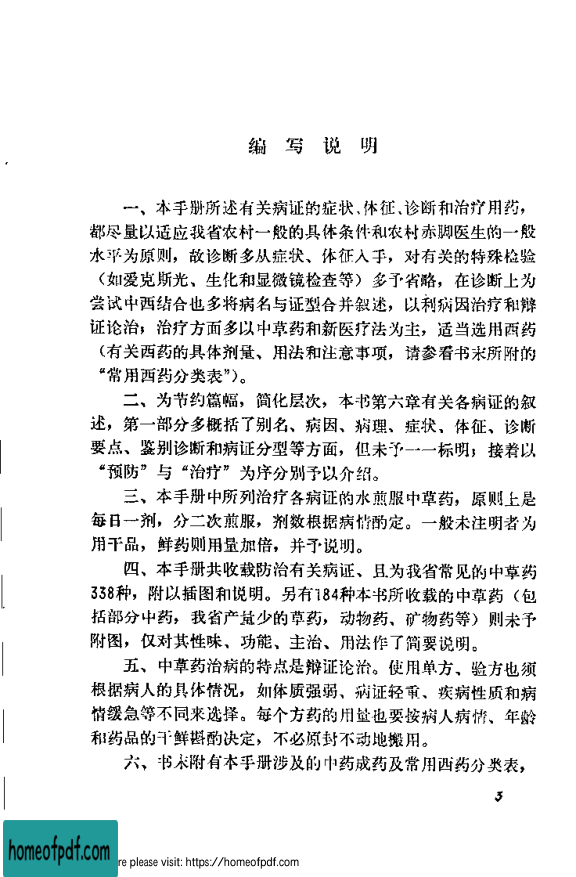 编 写 说 明
一、本手册所述有关病证的症状、体征、诊断和治疗用药，
都尽量以适应我省农村一般的具体条件和农村赤脚医生的一般
水平为原则，故诊断多从症状、体征入手，对有关的特殊检验
（如爱克斯光、生化和显微镜检查等）多予省略，在诊断上为
尝试中西结合也多将病名与证型合并叙述，以利病因治疗和辩
证论治；治疗方面多以中草药和新医疗法为主，适当选用西药
（有关西药的具体剂量、用法和注意事项，请参看书末所附的
“常用西药分类表”）。
二、为节约篇幅，简化层次，本书第六章有关各病证的叙
述，第一部分多概括了别名、病因、病理、症状、体征、诊断
要点、鉴别诊断和病证分型等方面，但未予一一标明；接着以
“预防”与“治疗”为序分别予以介绍。
三、本手册中所列治疗各病证的水煎服中草药，原则上是
每日一剂，分二次煎服，剂数根据病情酌定。一般未注明者为
用干品，鲜药则用量加倍，并予说明。
四、本手册共收载防治有关病证、且为我省常见的中草药
338种，附以插图和说明。另有184种本书所收载的中草药（包
括部分中药，我省产量少的草药，动物药、矿物药等）则未予
附图，仅对其性味、功能、主治、用法作了简要说明。
五、中草药治病的特点是辩证论治。使用单方、验方也须
根据病人的具体情况，如体质强弱、病证轻重、疾病性质和病
情缓急等不同来选择。每个方药的用量也要按病人病情、年龄
和药品的干鲜斟酌决定，不必原封不动地搬用。
六、书末附有本手册涉及的中药成药及常用西药分类表，
3
homeofpdf.com
re please visit: https://homeofpdf.com